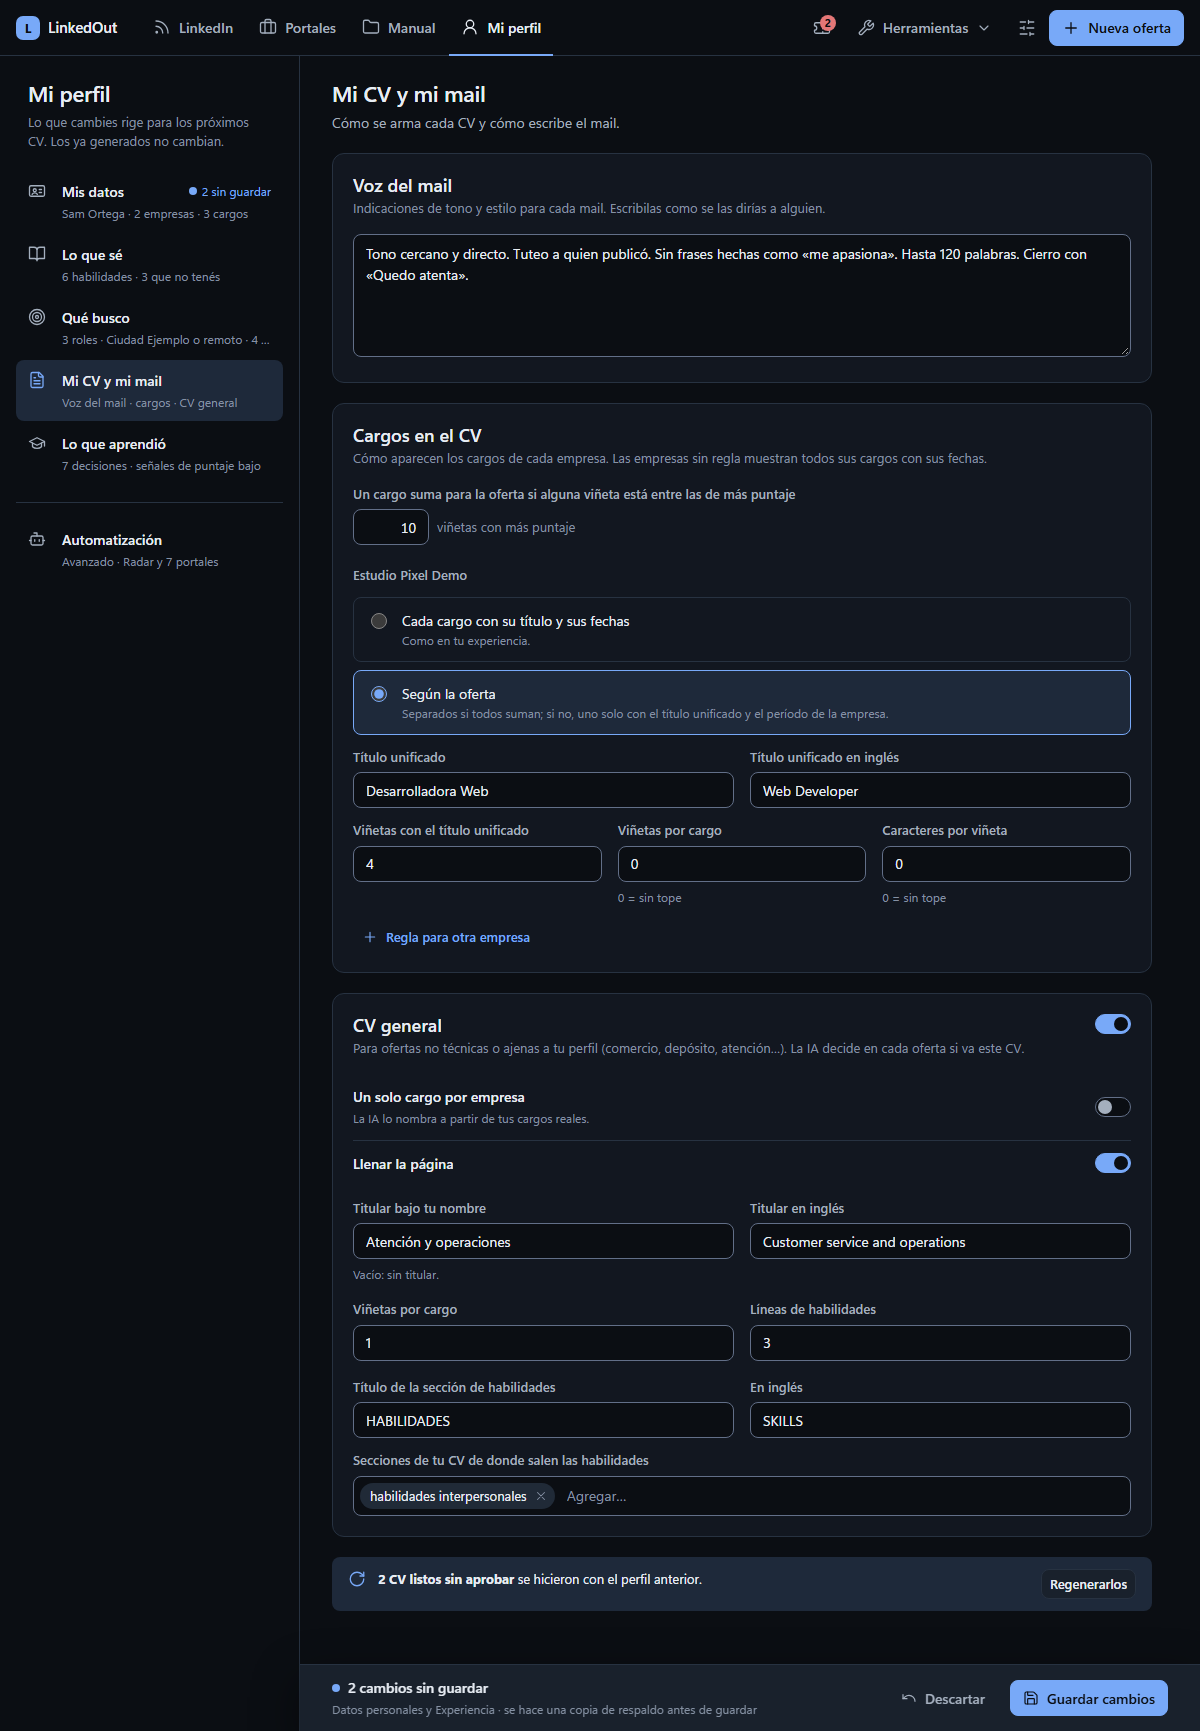 L LinkedOut
LinkedIn
Portales
Manual
Mi perfil
2
Herramientas
Nueva oferta
Mi perfil
Lo que cambies rige para los próximos
CV. Los ya generados no cambian.
Mis datos
2 sin guardar
Sam Ortega · 2 empresas · 3 cargos
Lo que sé
6 habilidades · 3 que no tenés
Qué busco
3 roles · Ciudad Ejemplo o remoto · 4 ...
Mi CV y mi mail
Voz del mail · cargos · CV general
Lo que aprendió
7 decisiones · señales de puntaje bajo
Automatización
Avanzado · Radar y 7 portales
Mi CV y mi mail
Cómo se arma cada CV y cómo escribe el mail.
Voz del mail
Indicaciones de tono y estilo para cada mail. Escribilas como se las dirías a alguien.
Tono cercano y directo. Tuteo a quien publicó. Sin frases hechas como «me apasiona». Hasta 120 palabras. Cierro con
«Quedo atenta».
Cargos en el CV
Cómo aparecen los cargos de cada empresa. Las empresas sin regla muestran todos sus cargos con sus fechas.
Un cargo suma para la oferta si alguna viñeta está entre las de más puntaje
10 viñetas con más puntaje
Estudio Pixel Demo
Cada cargo con su título y sus fechas
Como en tu experiencia.
Según la oferta
Separados si todos suman; si no, uno solo con el título unificado y el período de la empresa.
Título unificado
Título unificado en inglés
Desarrolladora Web
Web Developer
Viñetas con el título unificado
Viñetas por cargo
Caracteres por viñeta
4
0
0
0 = sin tope
0 = sin tope
Regla para otra empresa
CV general
Para ofertas no técnicas o ajenas a tu perfil (comercio, depósito, atención...). La IA decide en cada oferta si va este CV.
Un solo cargo por empresa
La IA lo nombra a partir de tus cargos reales.
Llenar la página
Titular bajo tu nombre
Titular en inglés
Atención y operaciones
Customer service and operations
Vacío: sin titular.
Viñetas por cargo
Líneas de habilidades
1
3
Título de la sección de habilidades
En inglés
HABILIDADES
SKILLS
Secciones de tu CV de donde salen las habilidades
habilidades interpersonales
Agregar...
2 CV listos sin aprobar se hicieron con el perfil anterior.
Regenerarlos
2 cambios sin guardar
Datos personales y Experiencia · se hace una copia de respaldo antes de guardar
Descartar
Guardar cambios